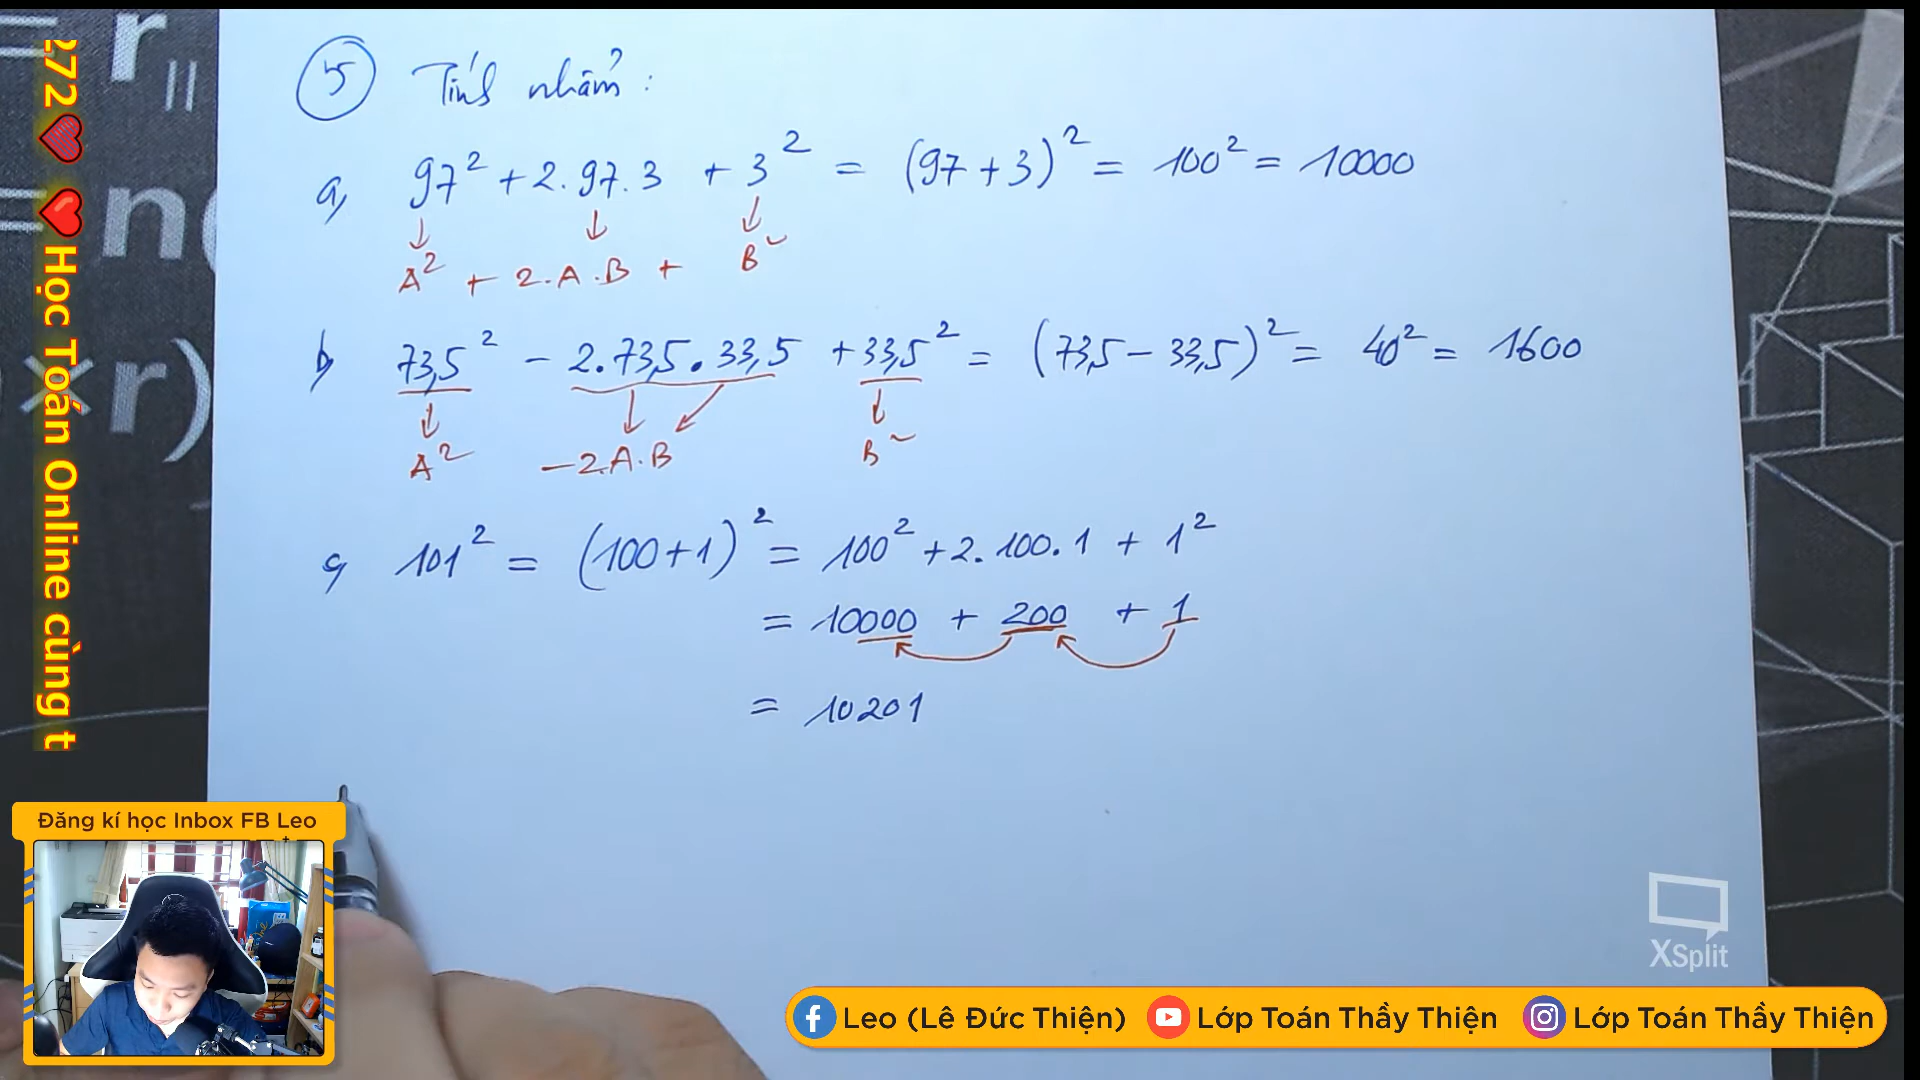 5 Tính nhẩm:
a, 97² + 2.97.3 + 3² = (97+3)² = 100² = 10000
A² + 2.A.B + B²
b, 73,5² - 2.73,5.33,5 + 33,5² = (73,5 - 33,5)² = 40² = 1600
A² -2.A.B B²
c, 101² = (100+1)² = 100² + 2.100.1 + 1²
= 10000 + 200 + 1
= 10201
272 Học Toán Online cùng t
Đăng kí học Inbox FB Leo
XSplit
Leo (Lê Đức Thiện) Lớp Toán Thầy Thiện Lớp Toán Thầy Thiện